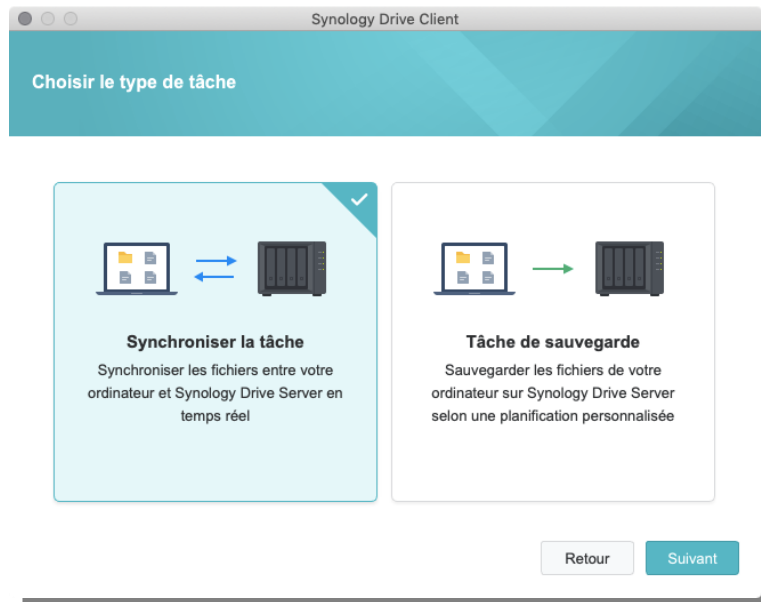 Synology Drive Client
Choisir le type de tâche
Synchroniser la tâche
Synchroniser les fichiers entre votre
ordinateur et Synology Drive Server en
temps réel
Tâche de sauvegarde
Sauvegarder les fichiers de votre
ordinateur sur Synology Drive Server
selon une planification personnalisée
Retour
Suivant